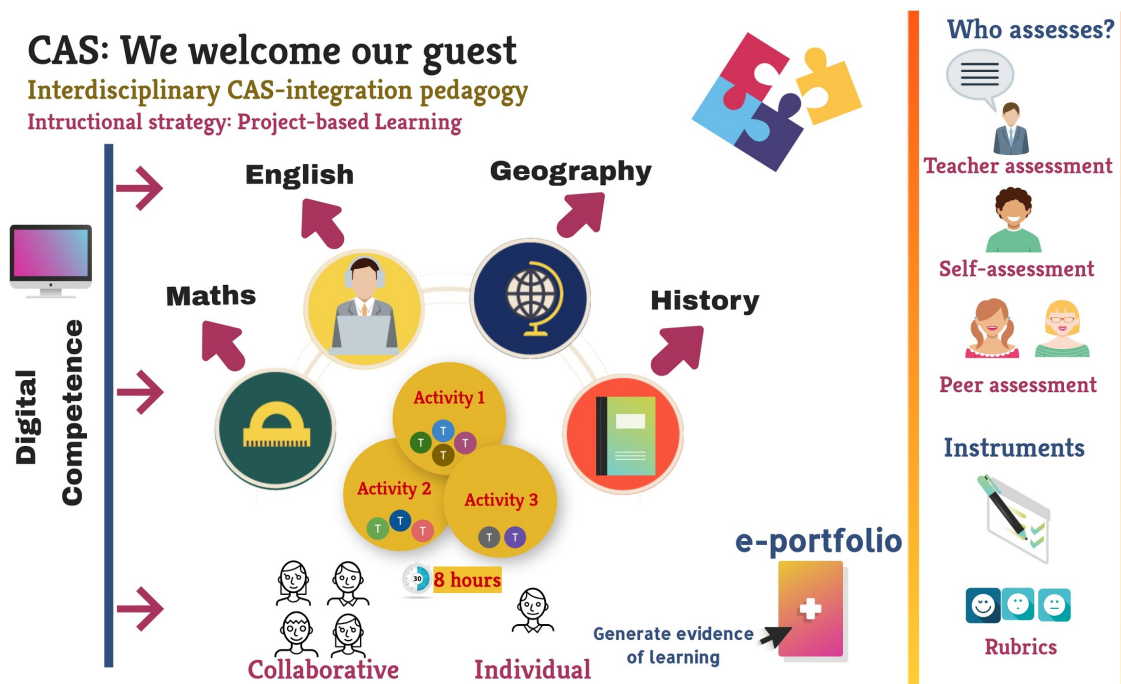 CAS: We welcome our guest
Interdisciplinary CAS-integration pedagogy
Intructional strategy: Project-based Learning
Digital
Competence
Maths
English
Geography
History
Activity 1
T
T
T
T
Activity 2
T
T
T
Activity 3
T
T
30
8 hours
Collaborative
Individual
e-portfolio
Generate evidence
of learning
Who assesses?
Teacher assessment
Self-assessment
Peer assessment
Instruments
Rubrics